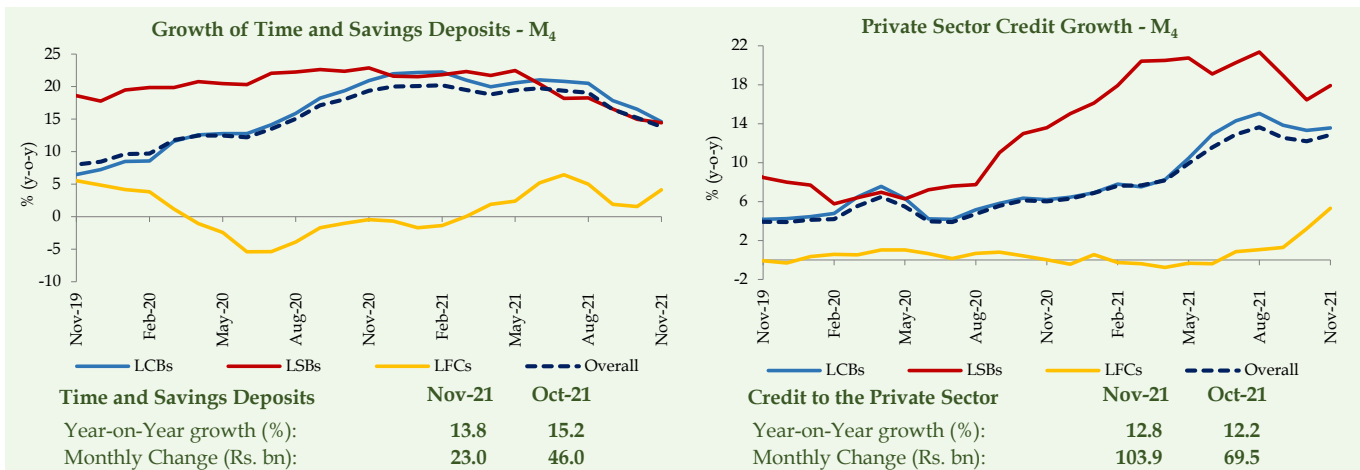 Growth of Time and Savings Deposits - M4
25
20
15
10
5
0
-5
-10
% (y-o-y)
Nov-19
Feb-20
May-20
Aug-20
Nov-20
Feb-21
May-21
Aug-21
Nov-21
LCBs LSBs LFCs Overall
Time and Savings Deposits Nov-21 Oct-21
Year-on-Year growth (%): 13.8 15.2
Monthly Change (Rs. bn): 23.0 46.0
Private Sector Credit Growth - M4
22
18
14
10
6
2
-2
% (y-o-y)
Nov-19
Feb-20
May-20
Aug-20
Nov-20
Feb-21
May-21
Aug-21
Nov-21
LCBs LSBs LFCs Overall
Credit to the Private Sector Nov-21 Oct-21
Year-on-Year growth (%): 12.8 12.2
Monthly Change (Rs. bn): 103.9 69.5